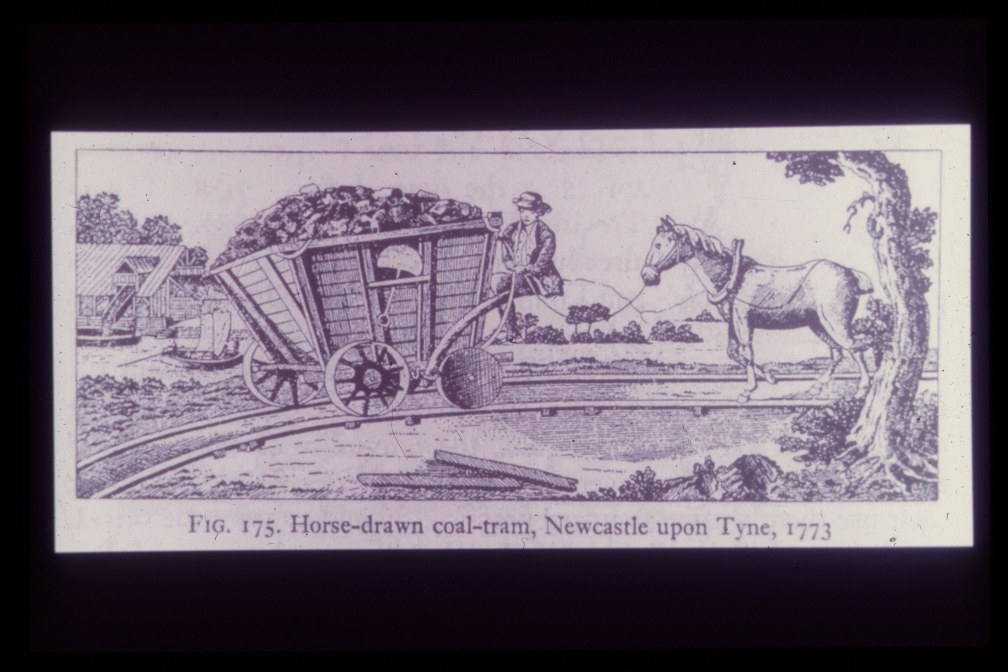 FIG. 175. Horse-drawn coal-tram, Newcastle upon Tyne, 1773